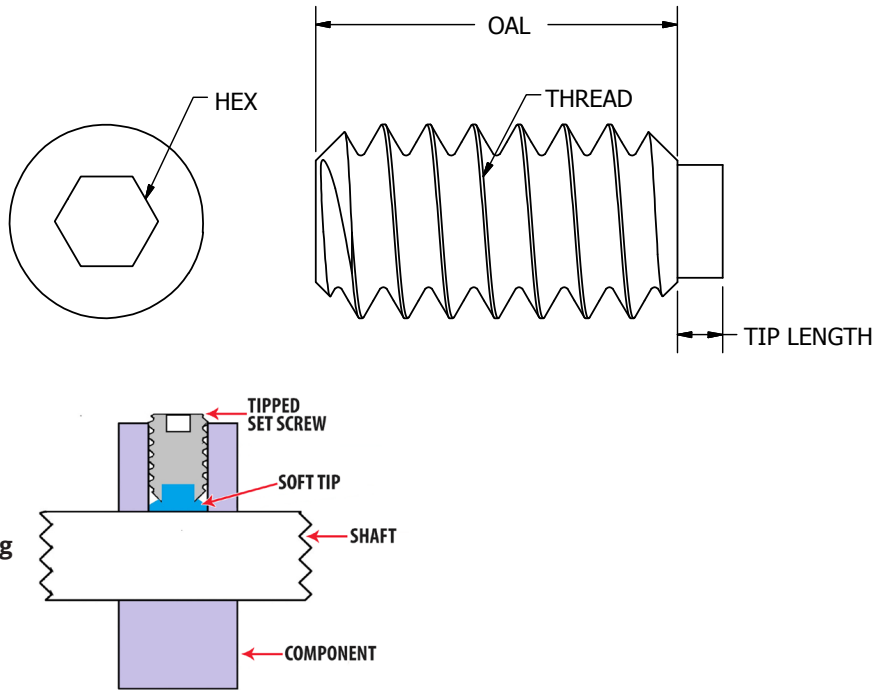 OAL
HEX
THREAD
TIP LENGTH
TIPPED
SET SCREW
SOFT TIP
g
SHAFT
COMPONENT